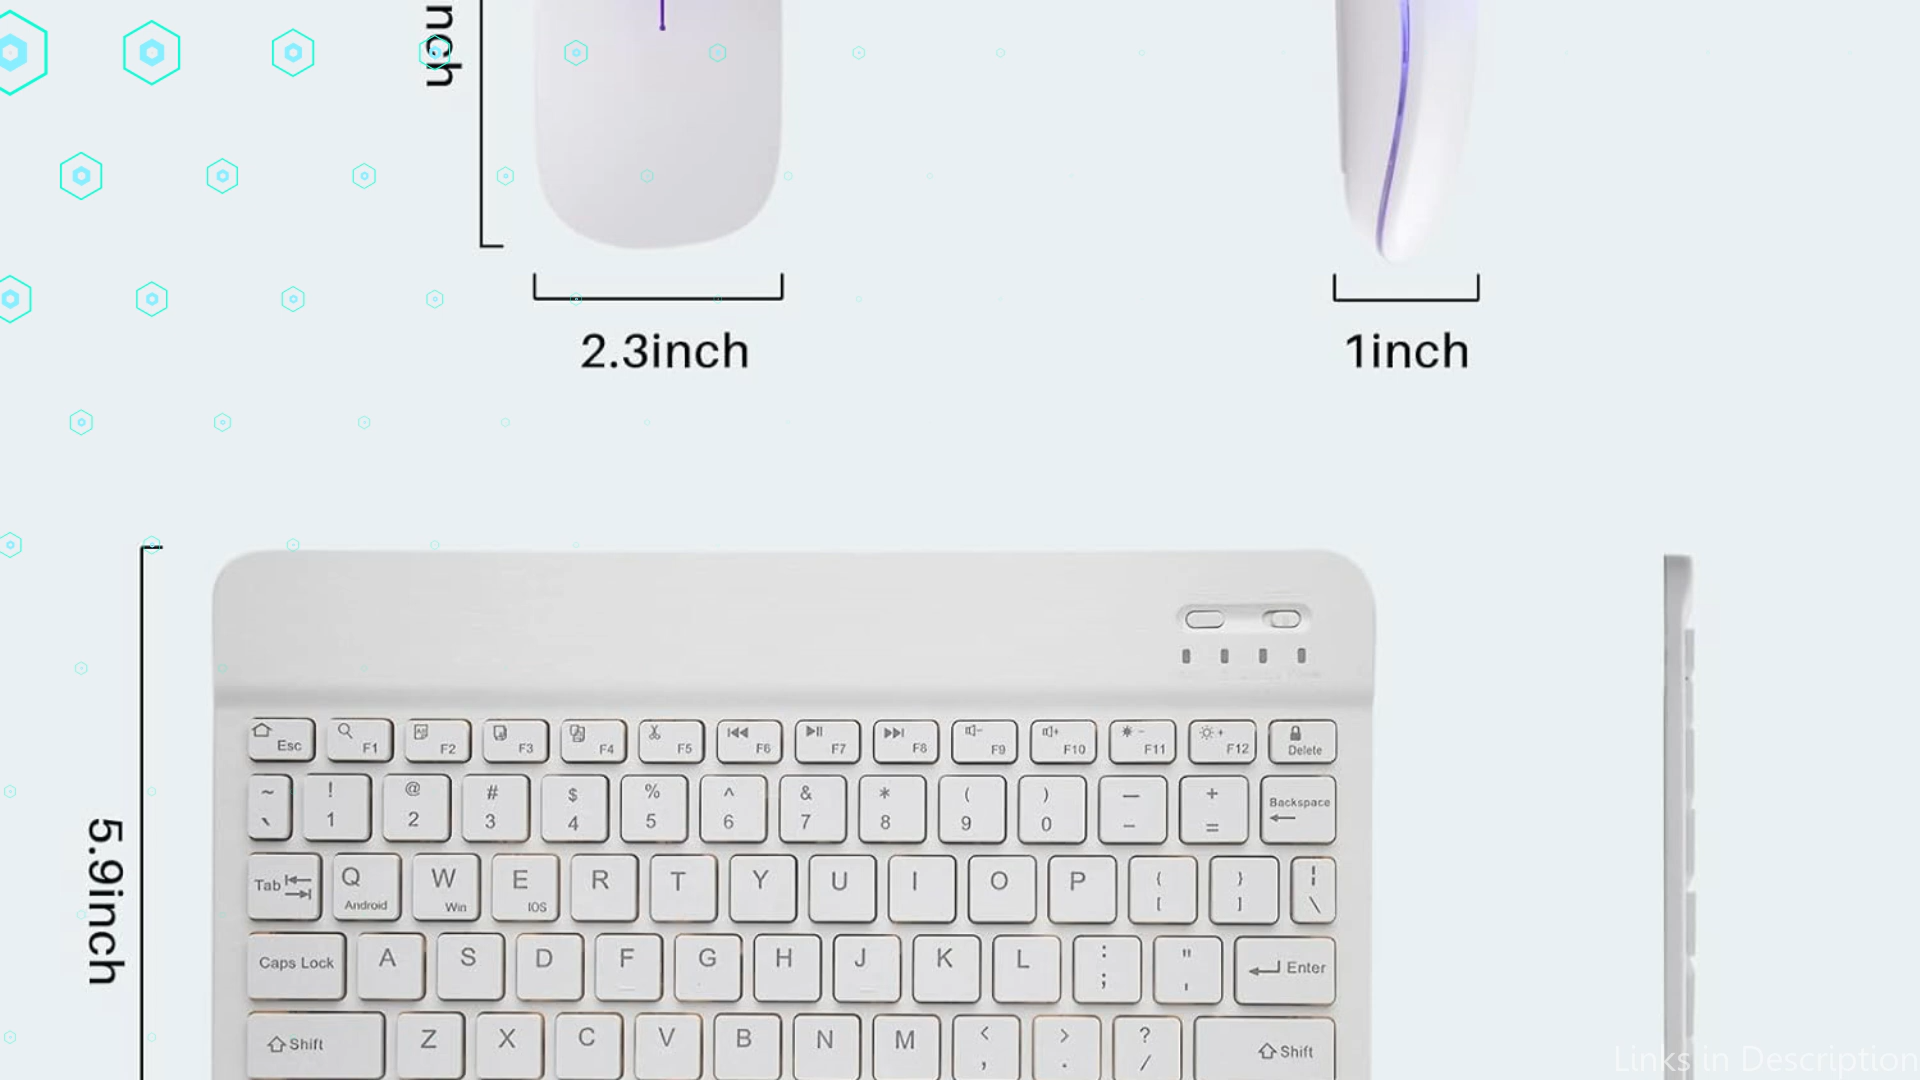 nch
2.3inch
1inch
5.9inch
Esc F1 F2 F3 F4 F5 F6 F7 F8 F9 F10 F11 F12 Delete
~ ! @ # $ % ^ & * ( ) — +
` 1 2 3 4 5 6 7 8 9 0 – = Backspace
Tab Q W E R T Y U I O P { } ¦
Android Win IOS [ ] \
Caps Lock A S D F G H J K L : " Enter
; '
Shift Z X C V B N M < > ? Shift
, . /
Links in Description